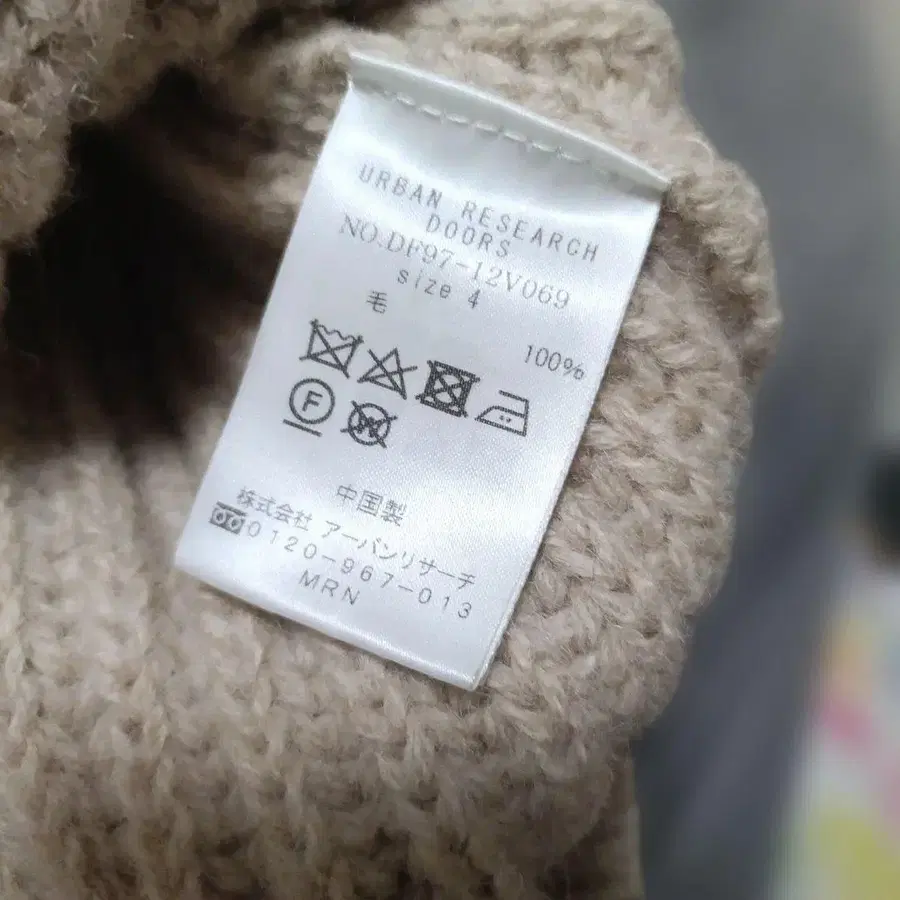 URBAN RESEARCH
DOORS
NO.DF97-12V069
size 4
毛 100%
F
W
中国製
株式会社 アーバンリサーチ
0120-967-013
MRN